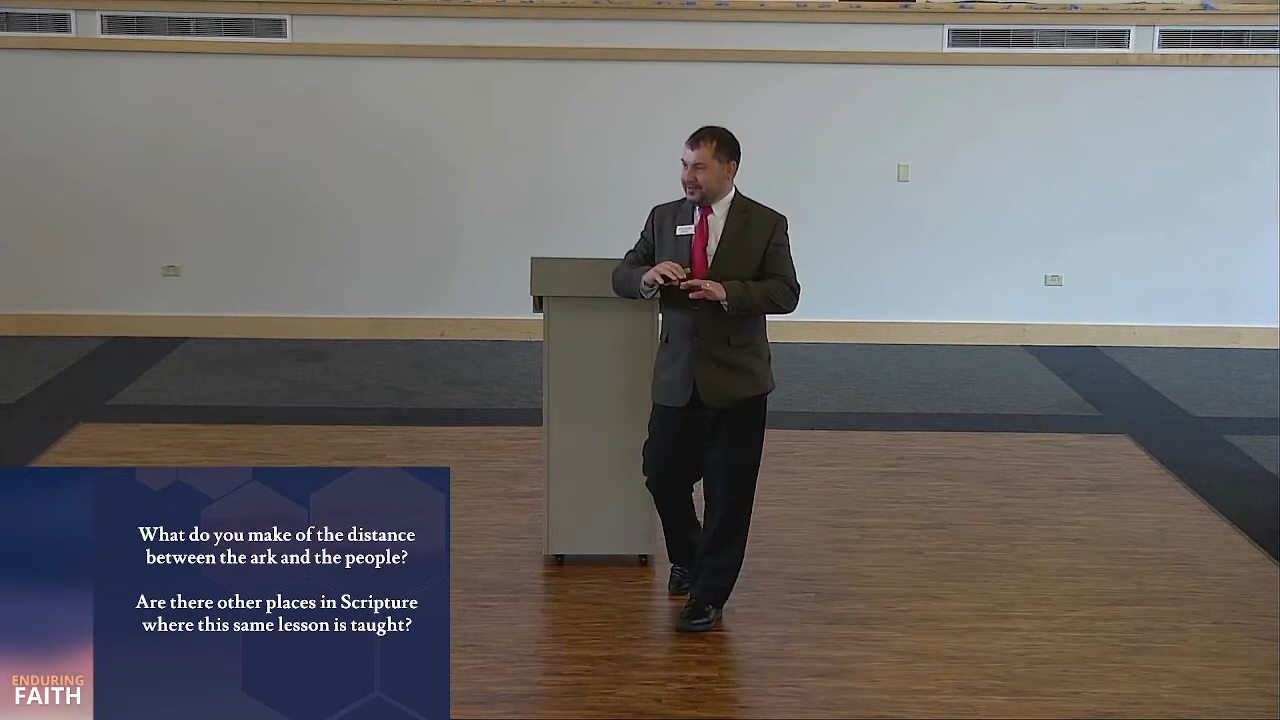 What do you make of the distance
between the ark and the people?
Are there other places in Scripture
where this same lesson is taught?
ENDURING
FAITH